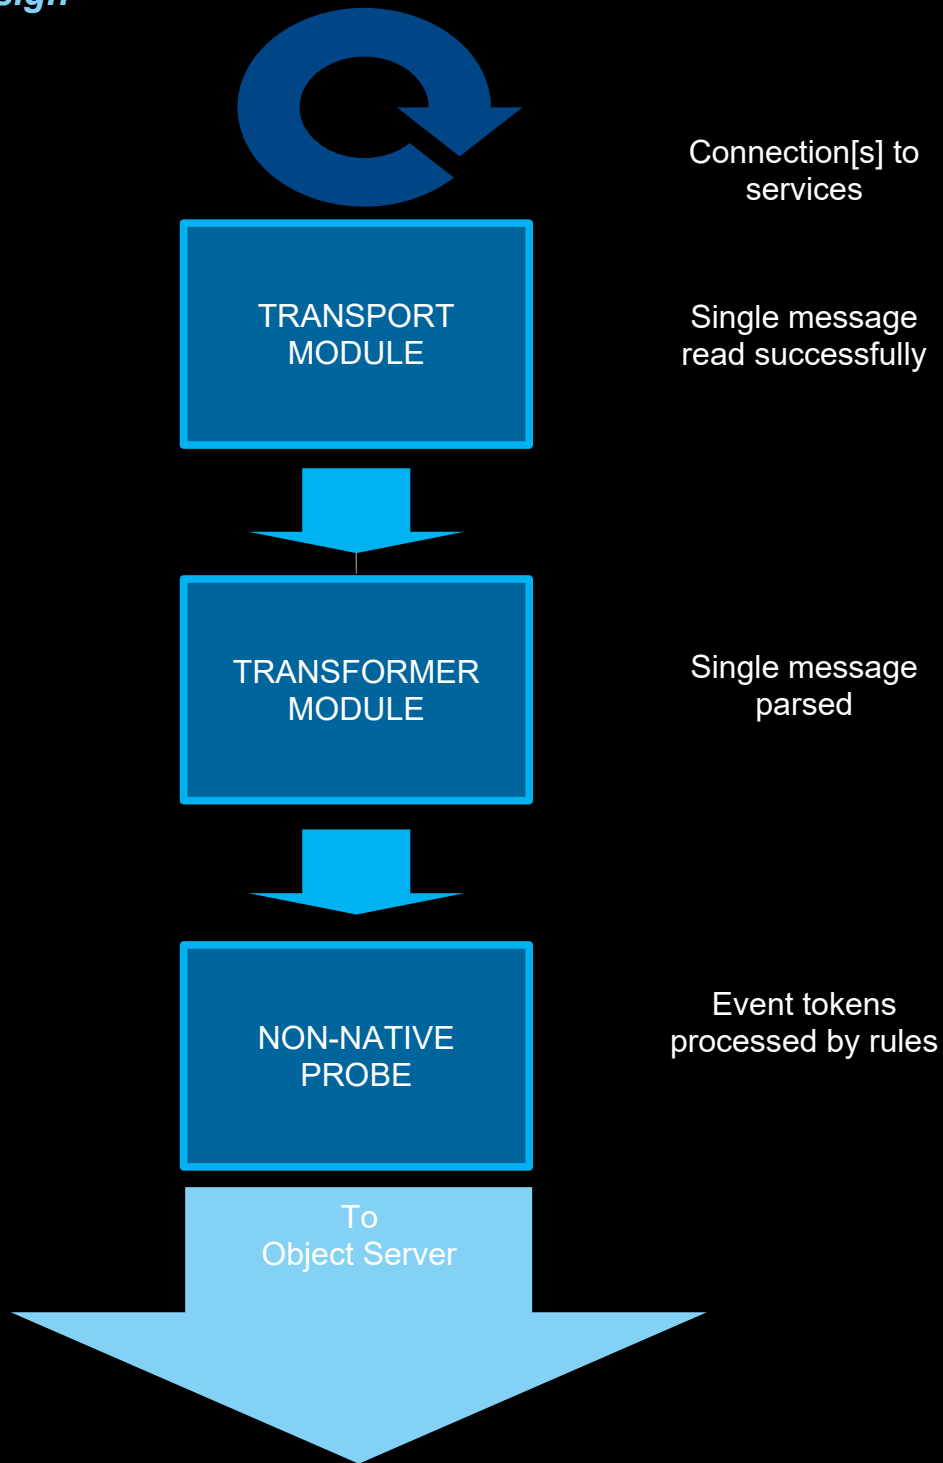 Connection[s] to
services
TRANSPORT
MODULE
Single message
read successfully
TRANSFORMER
MODULE
Single message
parsed
NON-NATIVE
PROBE
Event tokens
processed by rules
To
Object Server